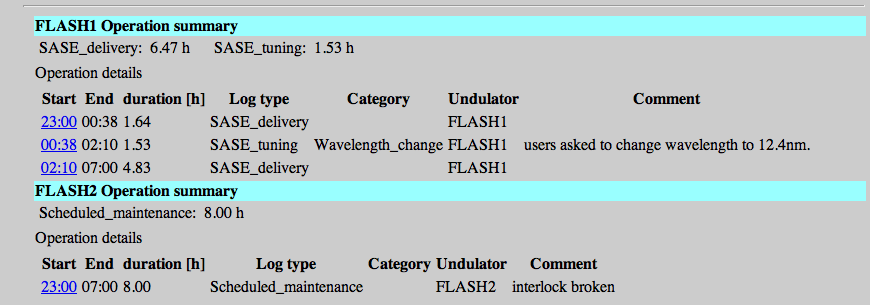 FLASH1 Operation summary
SASE_delivery: 6.47 h SASE_tuning: 1.53 h
Operation details
Start End duration [h] Log type Category Undulator Comment
23:00 00:38 1.64 SASE_delivery FLASH1
00:38 02:10 1.53 SASE_tuning Wavelength_change FLASH1 users asked to change wavelength to 12.4nm.
02:10 07:00 4.83 SASE_delivery FLASH1
FLASH2 Operation summary
Scheduled_maintenance: 8.00 h
Operation details
Start End duration [h] Log type Category Undulator Comment
23:00 07:00 8.00 Scheduled_maintenance FLASH2 interlock broken